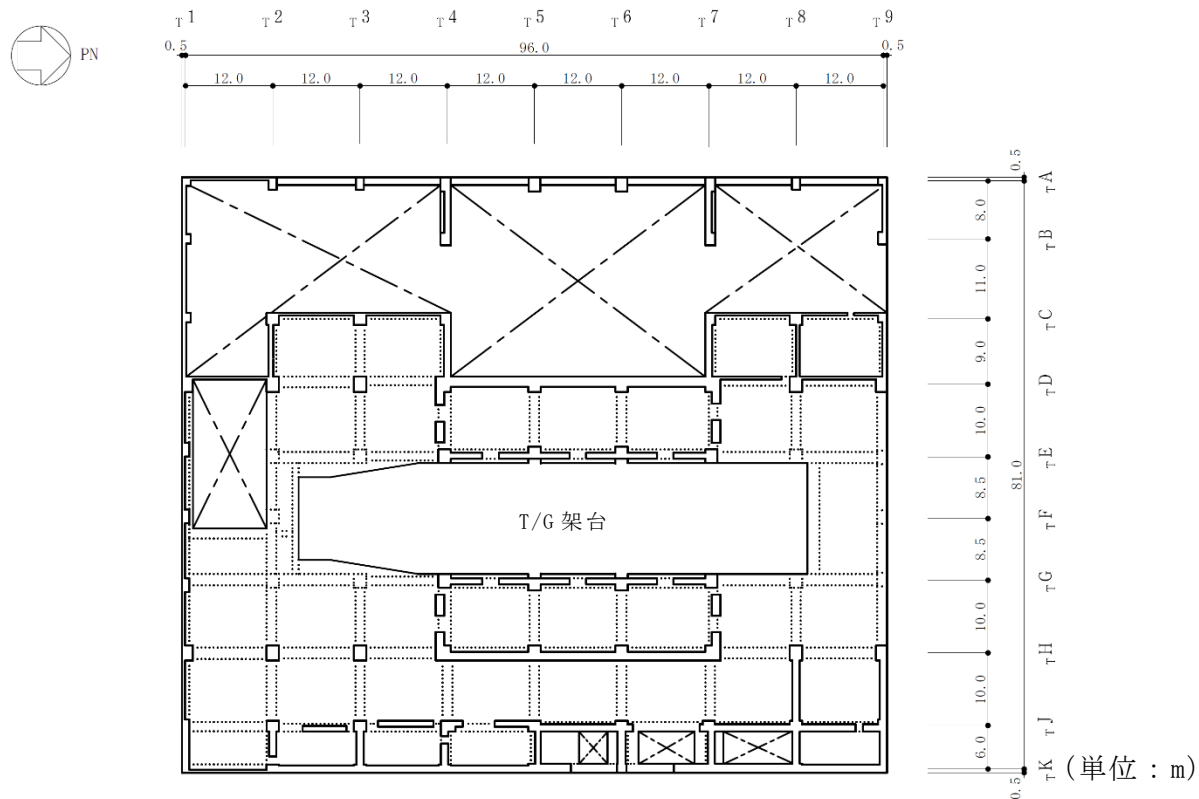 T1 T2 T3 T4 T5 T6 T7 T8 T9
PN
0.5 96.0 0.5
12.0 12.0 12.0 12.0 12.0 12.0 12.0 12.0
0.5
TA
8.0
TB
11.0
TC
9.0
TD
10.0
TE
8.5
81.0
TF
T/G 架台
8.5
TG
10.0
TH
10.0
TJ
6.0
TK
0.5
(単位：m)